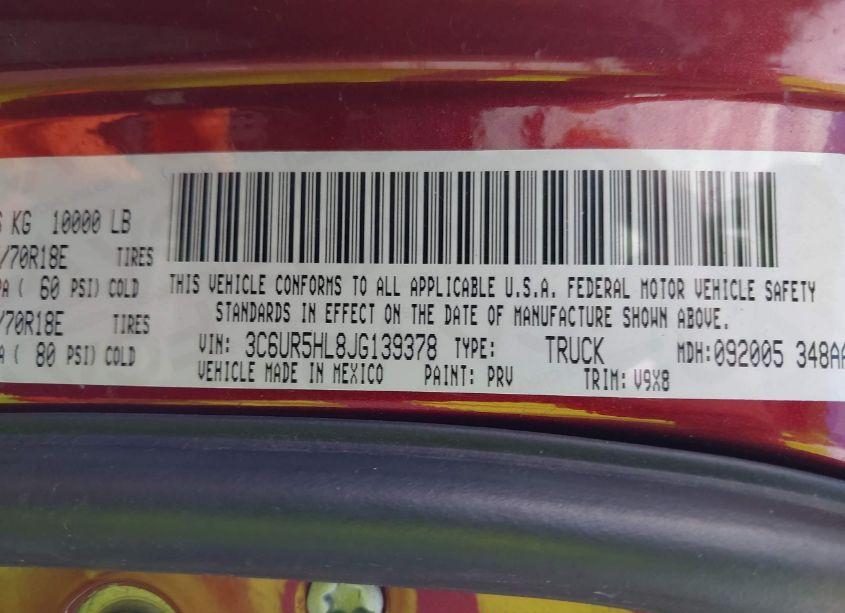 KG 10000 LB
/70R18E TIRES
( 60 PSI) COLD
/70R18E TIRES
( 80 PSI) COLD
THIS VEHICLE CONFORMS TO ALL APPLICABLE U.S.A. FEDERAL MOTOR VEHICLE SAFETY
STANDARDS IN EFFECT ON THE DATE OF MANUFACTURE SHOWN ABOVE.
VIN: 3C6UR5HL8JG139378 TYPE: TRUCK MDH:092005 348AA
VEHICLE MADE IN MEXICO PAINT: PRV TRIM: V9X8